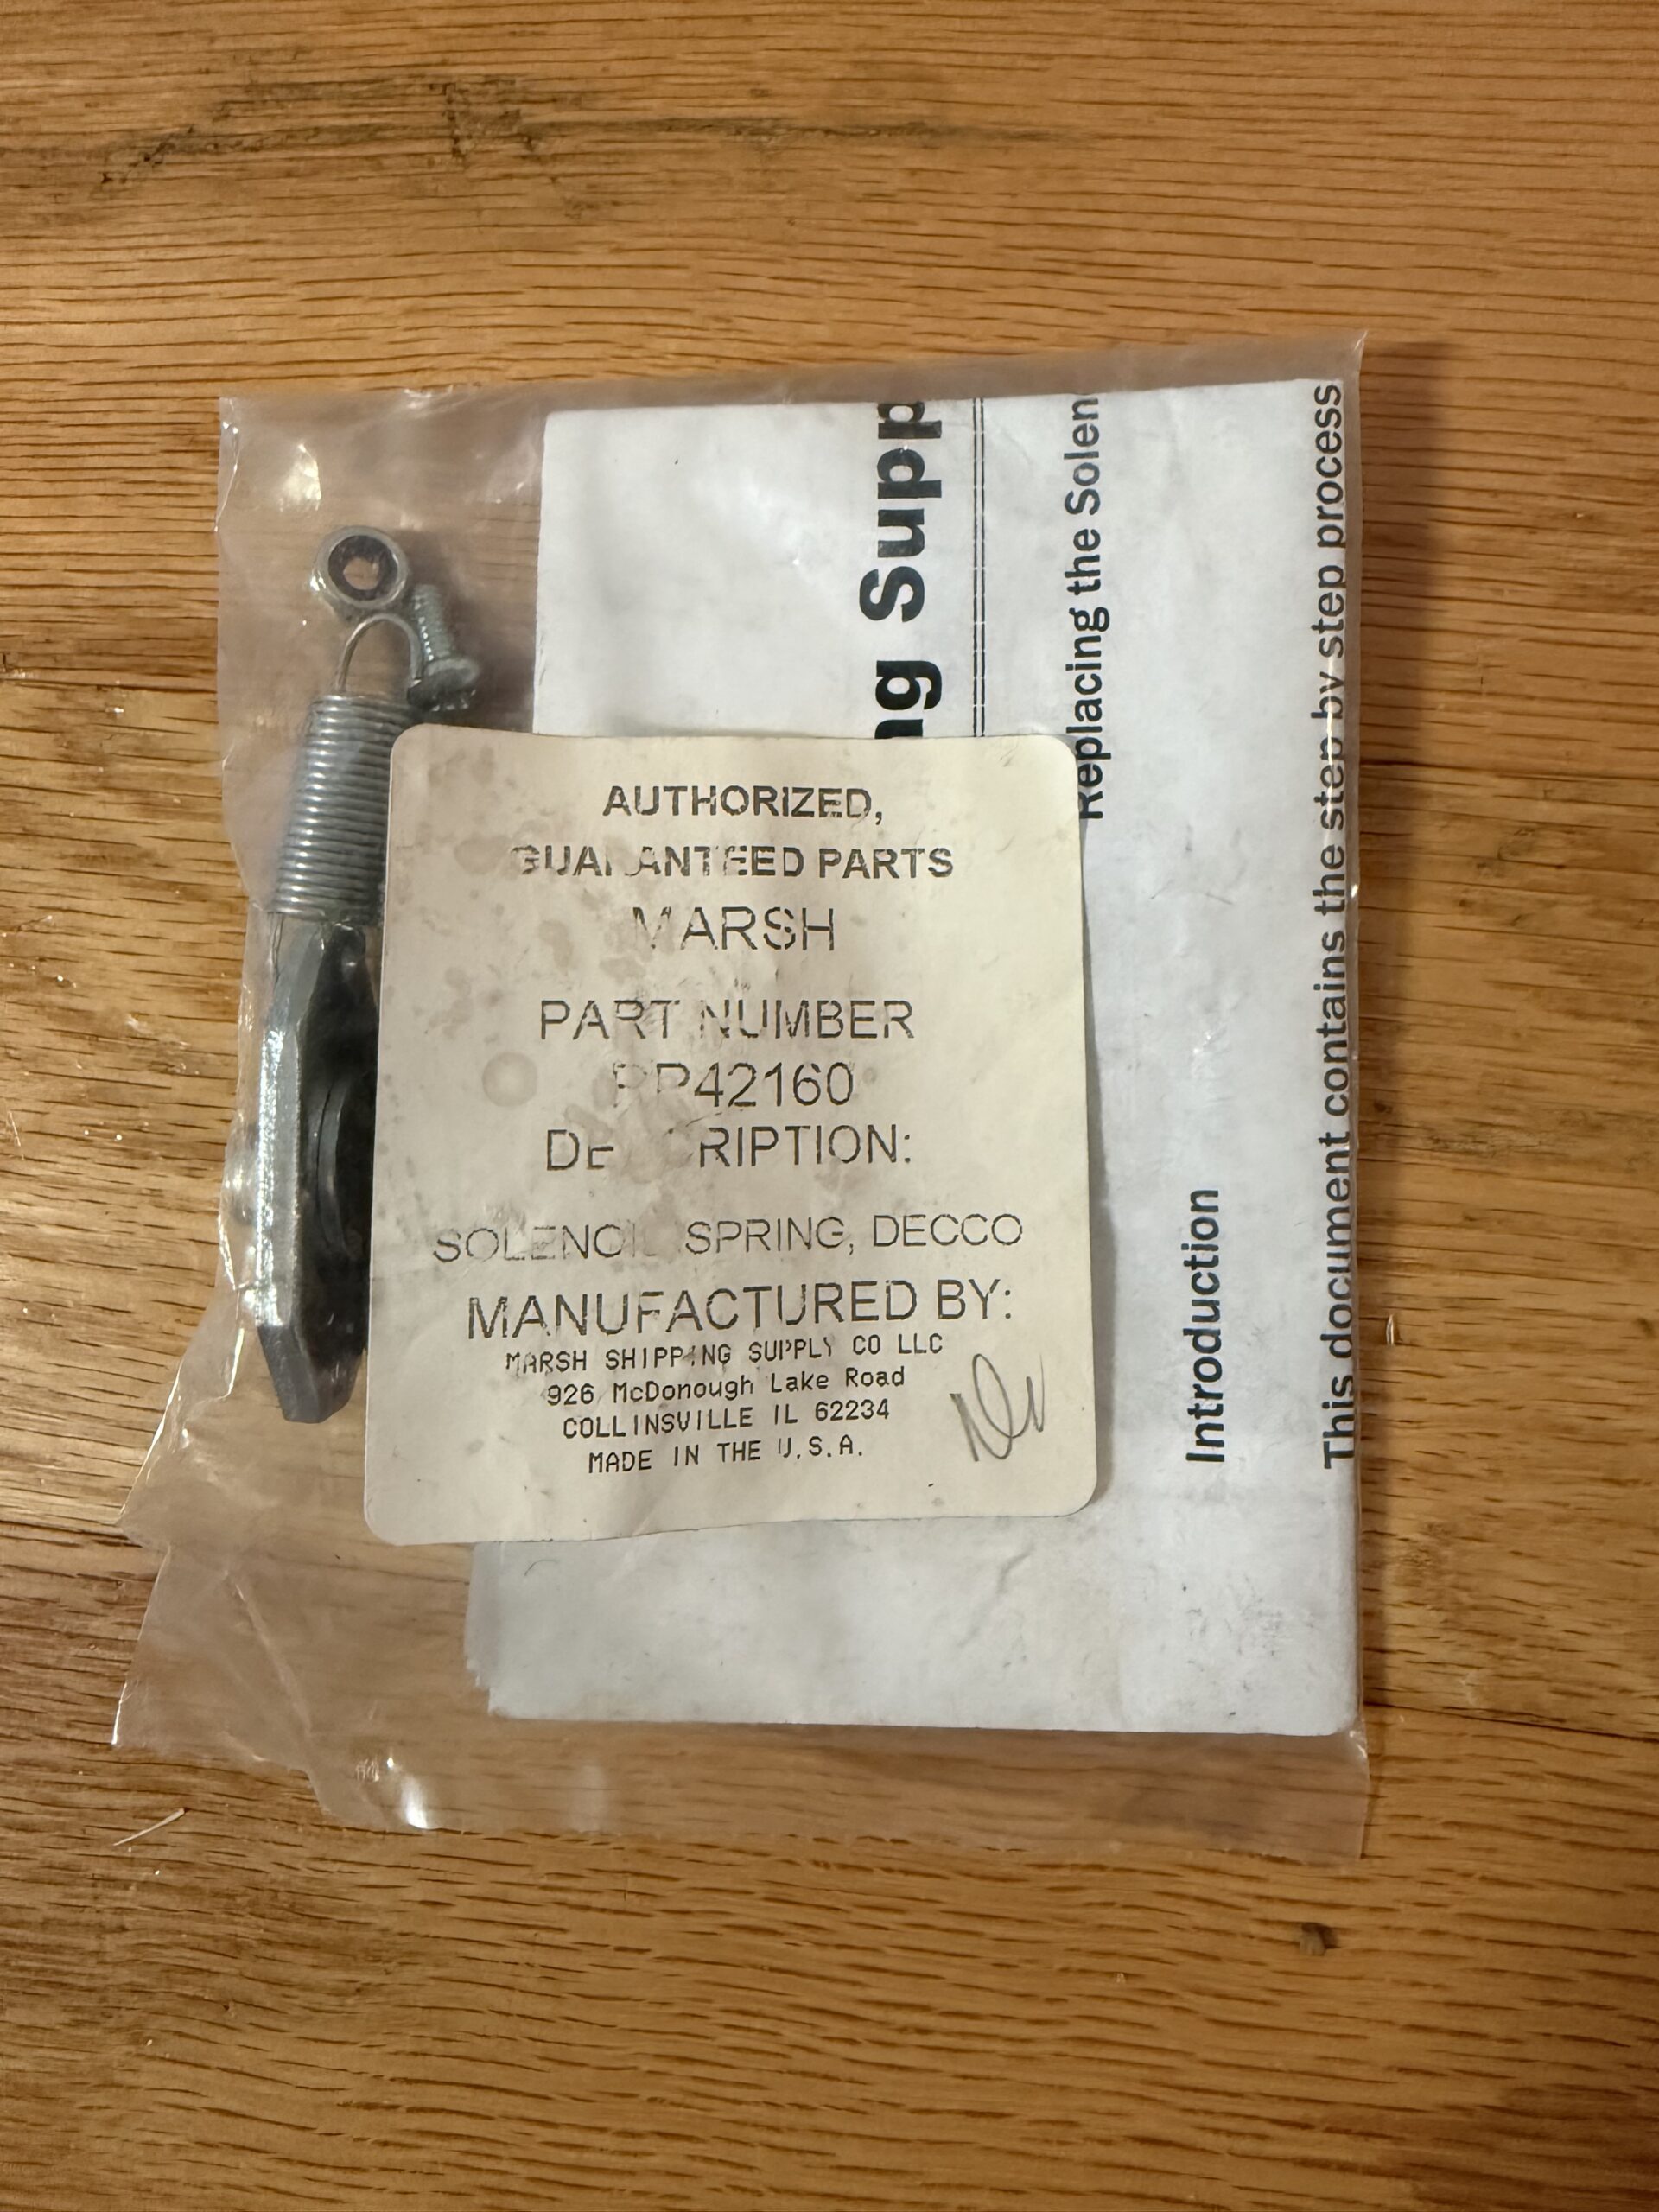 AUTHORIZED,
GUARANTEED PARTS
MARSH
PART NUMBER
RP42160
DESCRIPTION:
SOLENOID SPRING, DECCO
MANUFACTURED BY:
MARSH SHIPPING SUPPLY CO LLC
926 McDonough Lake Road
COLLINSVILLE IL 62234
MADE IN THE U.S.A.
ng Supp
Replacing the Solen
Introduction
This document contains the step by step process